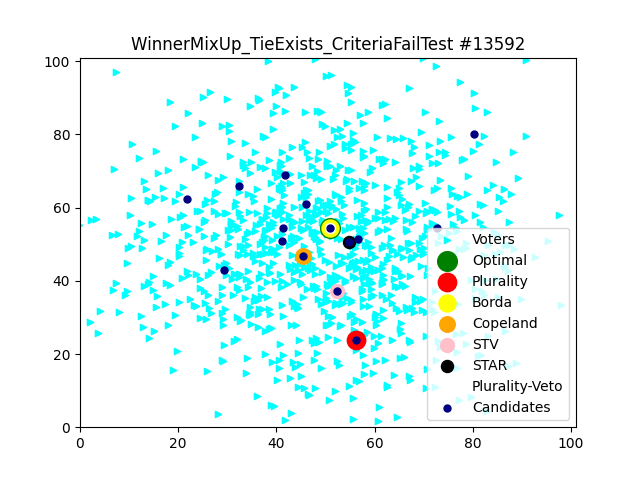 WinnerMixUp_TieExists_CriteriaFailTest #13592
100
80
60
40
20
0
0 20 40 60 80 100
Voters
Optimal
Plurality
Borda
Copeland
STV
STAR
Plurality-Veto
Candidates